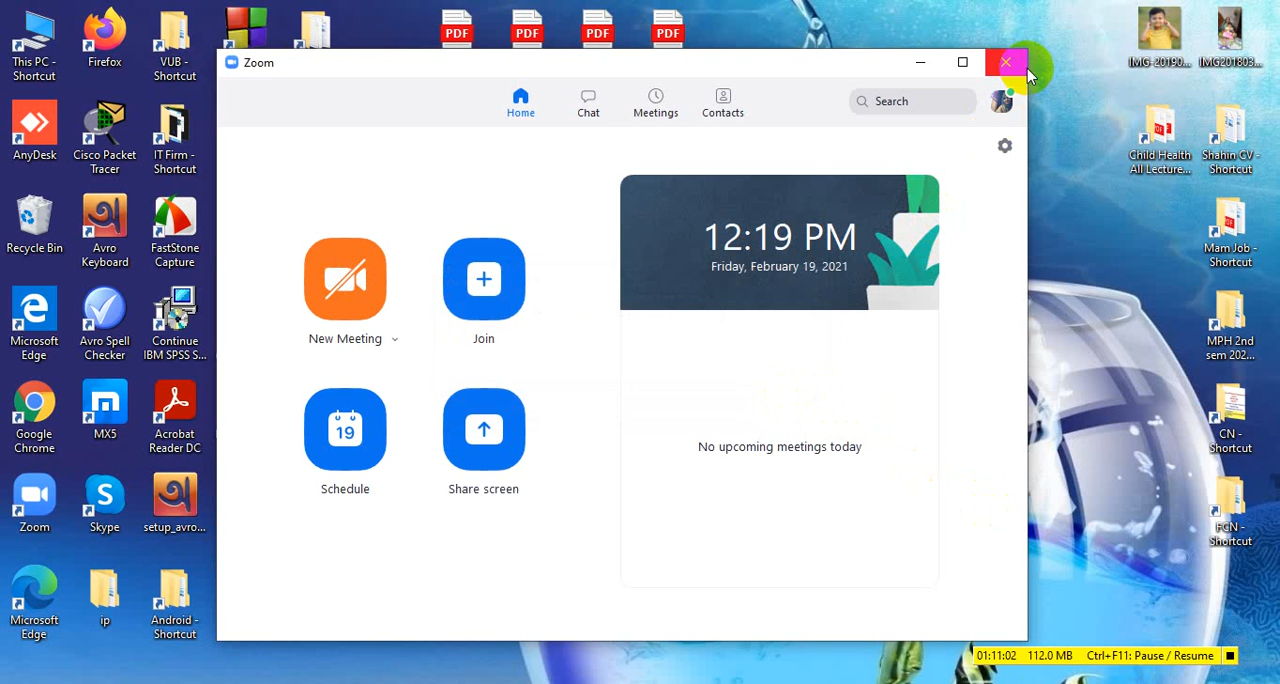 This PC -
Shortcut
Firefox
VUB -
Shortcut
PDF
PDF
PDF
PDF
IMG-20190...
IMG201803...
Zoom
Home
Chat
Meetings
Contacts
Search
AnyDesk
Cisco Packet
Tracer
IT Firm -
Shortcut
Child Health
All Lecture...
Shahin CV -
Shortcut
12:19 PM
Friday, February 19, 2021
Recycle Bin
Avro
Keyboard
FastStone
Capture
Mam Job -
Shortcut
New Meeting
Join
Microsoft
Edge
Avro Spell
Checker
Continue
IBM SPSS S...
MPH 2nd
sem 202...
19
No upcoming meetings today
Google
Chrome
MX5
Acrobat
Reader DC
CN -
Shortcut
Schedule
Share screen
Zoom
Skype
setup_avro...
FCN -
Shortcut
Microsoft
Edge
ip
Android -
Shortcut
01:11:02 112.0 MB Ctrl+F11: Pause / Resume